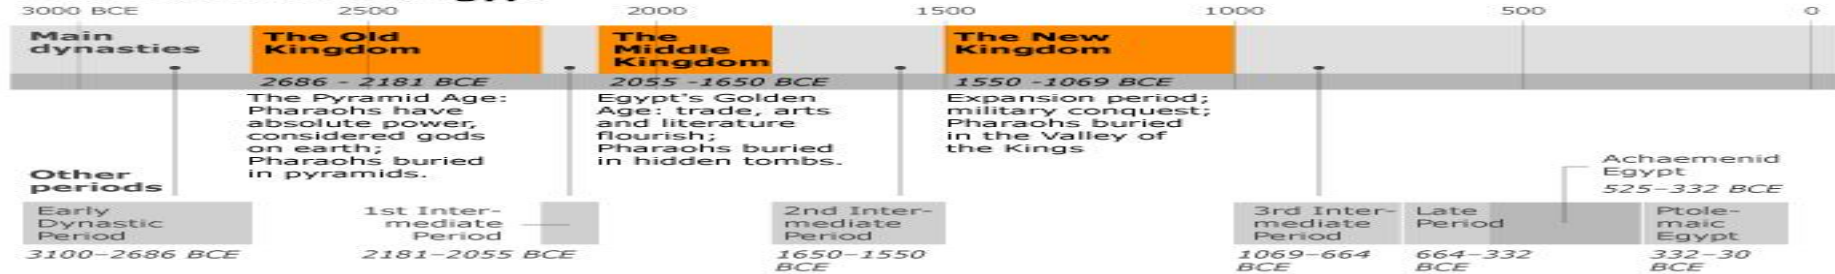 3000 BCE 2500 2000 1500 1000 500 0
Main
dynasties
The Old
Kingdom
2686 - 2181 BCE
The Pyramid Age:
Pharaohs have
absolute power,
considered gods
on earth;
Pharaohs buried
in pyramids.
The
Middle
Kingdom
2055 -1650 BCE
Egypt's Golden
Age: trade, arts
and literature
flourish;
Pharaohs buried
in hidden tombs.
The New
Kingdom
1550 -1069 BCE
Expansion period;
military conquest;
Pharaohs buried
in the Valley of
the Kings
Other
periods
Early
Dynastic
Period
3100-2686 BCE
1st Inter-
mediate
Period
2181-2055 BCE
2nd Inter-
mediate
Period
1650-1550
BCE
3rd Inter-
mediate
Period
1069-664
BCE
Late
Period
664-332
BCE
Achaemenid
Egypt
525-332 BCE
Ptole-
maic
Egypt
332-30
BCE